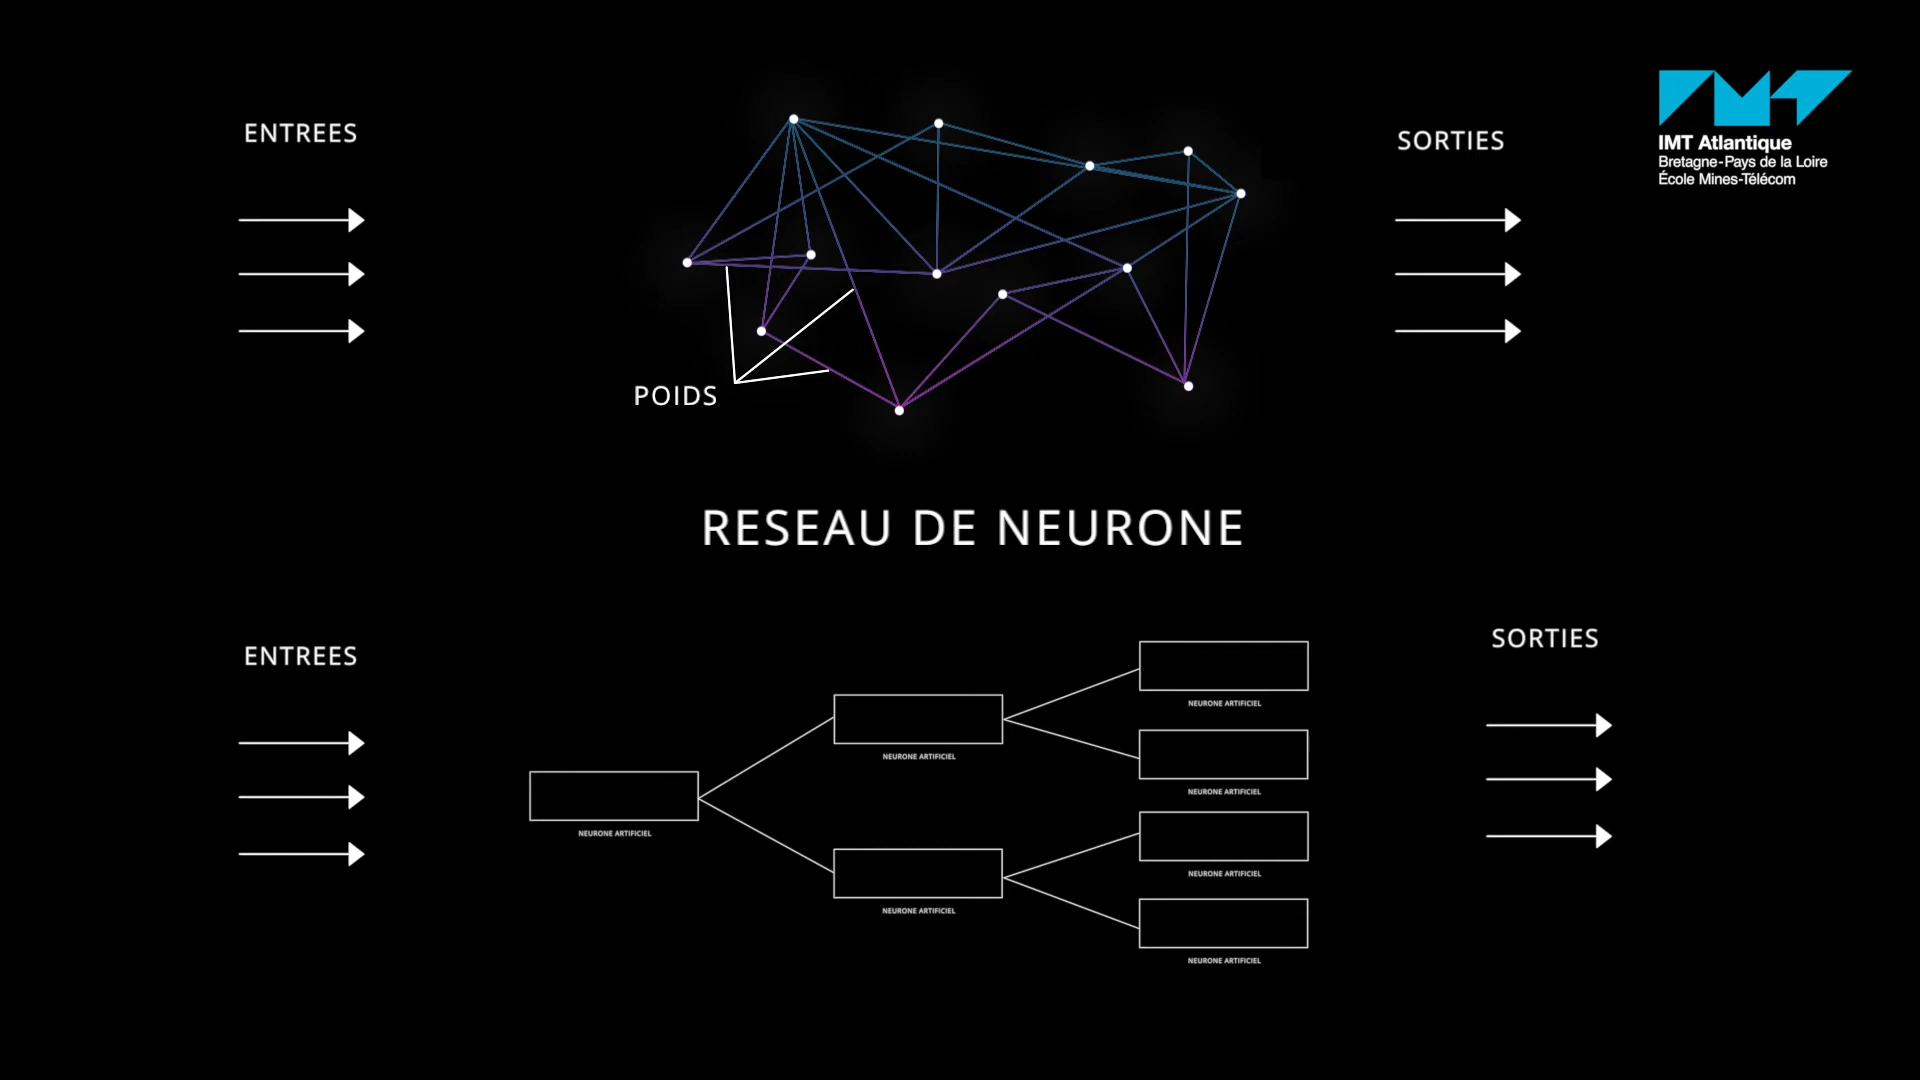 ENTREES
SORTIES
IMT Atlantique
Bretagne-Pays de la Loire
École Mines-Télécom
POIDS
RESEAU DE NEURONE
ENTREES
SORTIES
NEURONE ARTIFICIEL
NEURONE ARTIFICIEL
NEURONE ARTIFICIEL
NEURONE ARTIFICIEL
NEURONE ARTIFICIEL
NEURONE ARTIFICIEL
NEURONE ARTIFICIEL